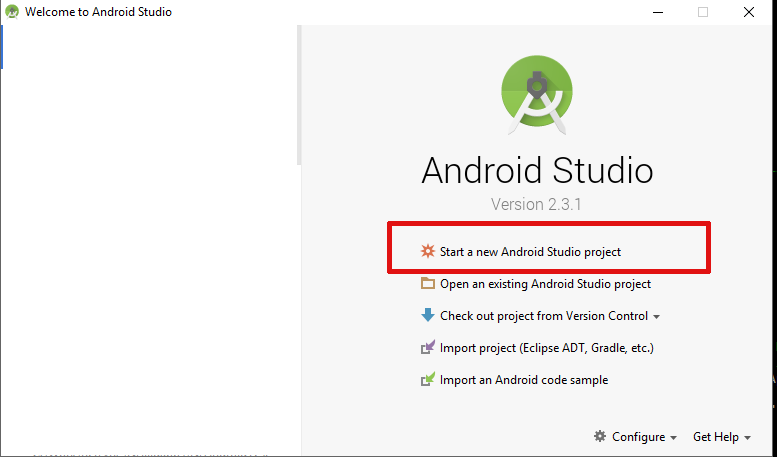 Welcome to Android Studio
Android Studio
Version 2.3.1
Start a new Android Studio project
Open an existing Android Studio project
Check out project from Version Control
Import project (Eclipse ADT, Gradle, etc.)
Import an Android code sample
Configure
Get Help